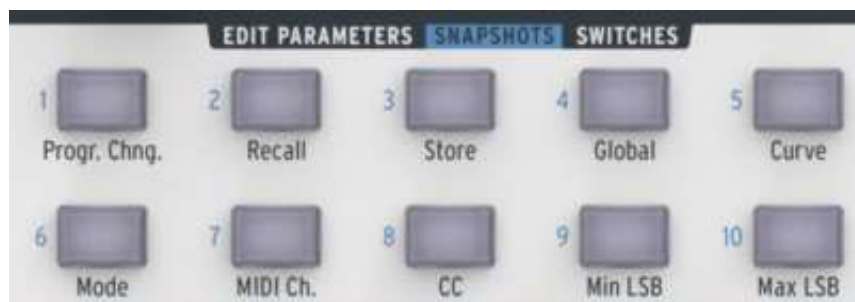 EDIT PARAMETERS SNAPSHOTS SWITCHES
1 2 3 4 5
Progr. Chng. Recall Store Global Curve
6 7 8 9 10
Mode MIDI Ch. CC Min LSB Max LSB